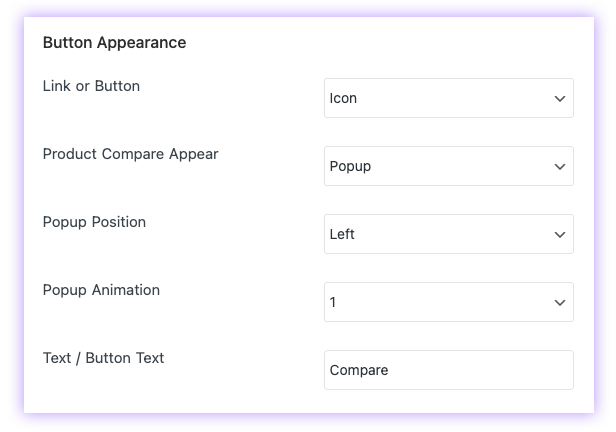 Button Appearance
Link or Button
Icon
Product Compare Appear
Popup
Popup Position
Left
Popup Animation
1
Text / Button Text
Compare